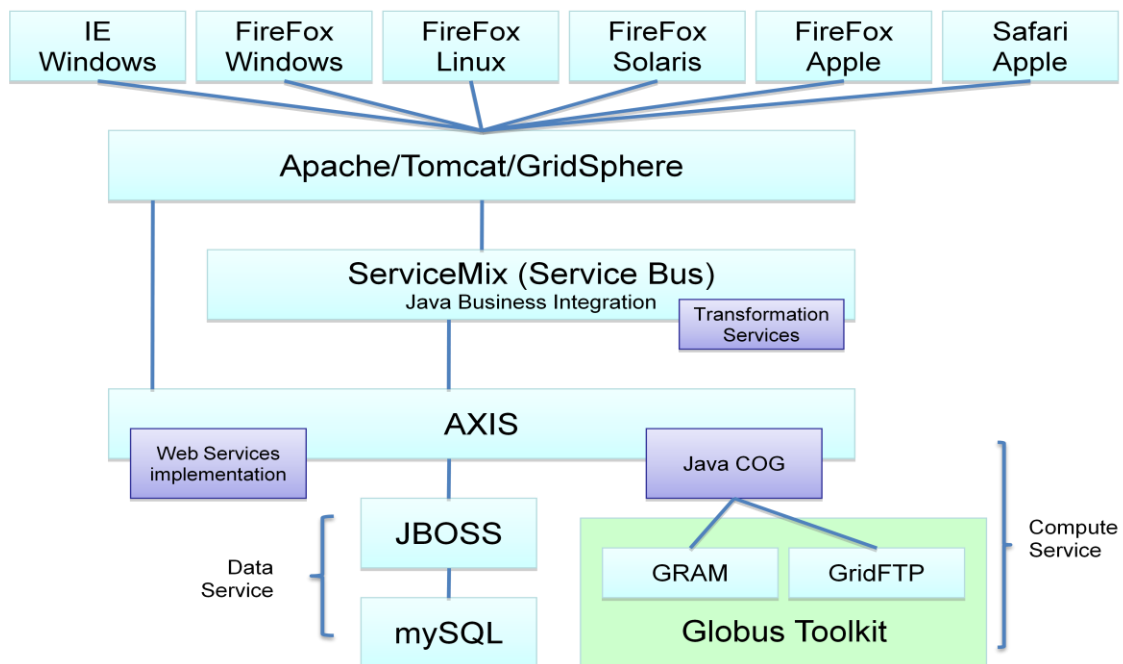 IE
Windows
FireFox
Windows
FireFox
Linux
FireFox
Solaris
FireFox
Apple
Safari
Apple
Apache/Tomcat/GridSphere
ServiceMix (Service Bus)
Java Business Integration
Transformation
Services
AXIS
Web Services
implementation
Java COG
JBOSS
Data
Service
mySQL
GRAM
GridFTP
Globus Toolkit
Compute
Service